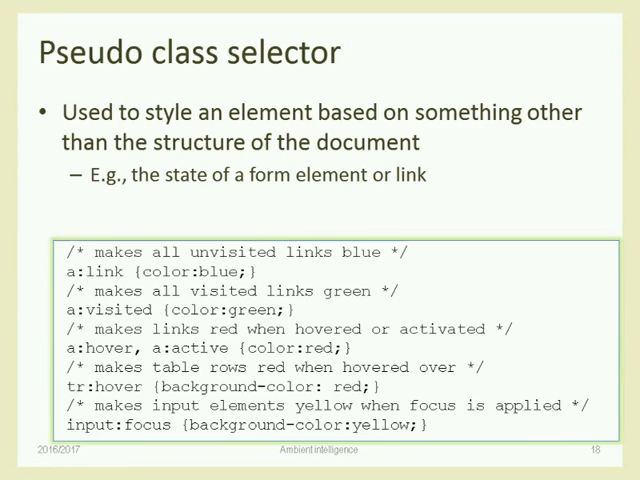 Pseudo class selector
• Used to style an element based on something other
than the structure of the document
– E.g., the state of a form element or link
/* makes all unvisited links blue */
a:link {color:blue;}
/* makes all visited links green */
a:visited {color:green;}
/* makes links red when hovered or activated */
a:hover, a:active {color:red;}
/* makes table rows red when hovered over */
tr:hover {background-color: red;}
/* makes input elements yellow when focus is applied */
input:focus {background-color:yellow;}
2016/2017 Ambient intelligence 18